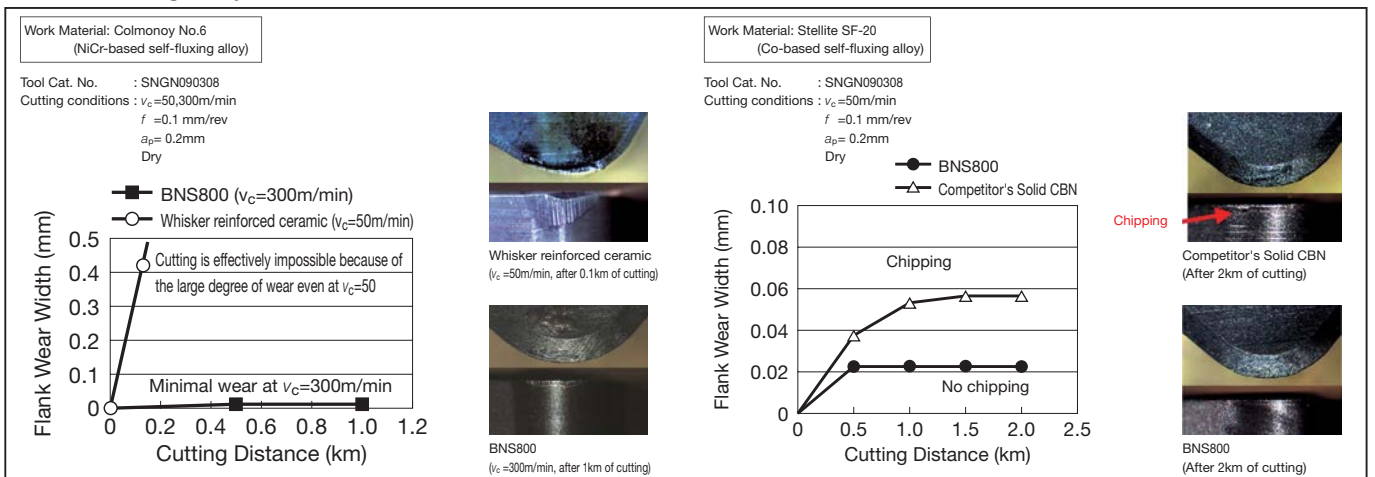 Work Material: Colmonoy No.6
(NiCr-based self-fluxing alloy)
Tool Cat. No. : SNGN090308
Cutting conditions : vc=50,300m/min
f =0.1 mm/rev
ap= 0.2mm
Dry
BNS800 (vc=300m/min)
Whisker reinforced ceramic (vc=50m/min)
Flank Wear Width (mm)
0.5
0.4
0.3
0.2
0.1
0
Cutting is effectively impossible because of
the large degree of wear even at vc=50
Minimal wear at vc=300m/min
0 0.2 0.4 0.6 0.8 1.0 1.2
Cutting Distance (km)
Whisker reinforced ceramic
(vc =50m/min, after 0.1km of cutting)
BNS800
(vc =300m/min, after 1km of cutting)
Work Material: Stellite SF-20
(Co-based self-fluxing alloy)
Tool Cat. No. : SNGN090308
Cutting conditions : vc=50m/min
f =0.1 mm/rev
ap= 0.2mm
Dry
BNS800
Competitor's Solid CBN
Flank Wear Width (mm)
0.10
0.08
0.06
0.04
0.02
0
Chipping
No chipping
0 0.5 1.0 1.5 2.0 2.5
Cutting Distance (km)
Chipping
Competitor's Solid CBN
(After 2km of cutting)
BNS800
(After 2km of cutting)